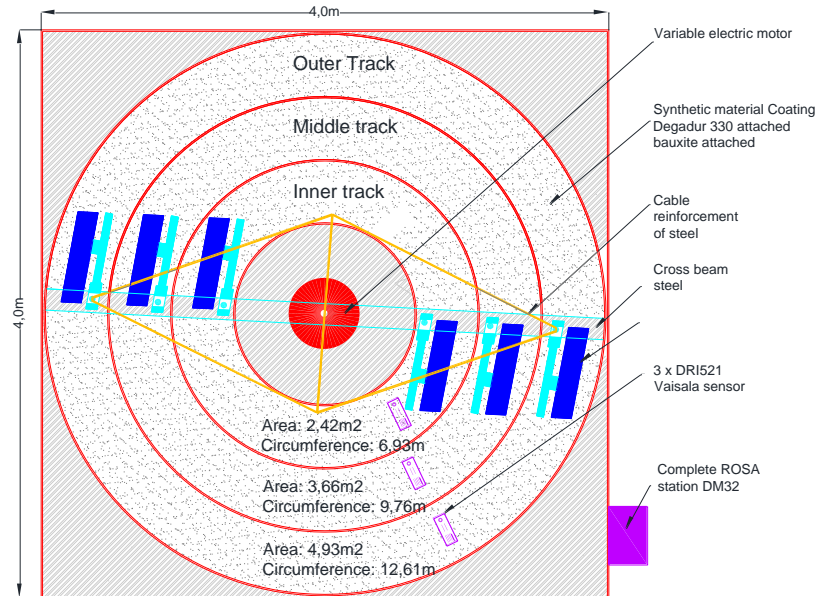 4,0m
Variable electric motor
Outer Track
Synthetic material Coating
Degadur 330 attached
bauxite attached
Middle track
Inner track
Cable
reinforcement
of steel
Cross beam
steel
4,0m
3 x DRI521
Vaisala sensor
Area: 2,42m2
Circumference: 6,93m
Complete ROSA
station DM32
Area: 3,66m2
Circumference: 9,76m
Area: 4,93m2
Circumference: 12,61m